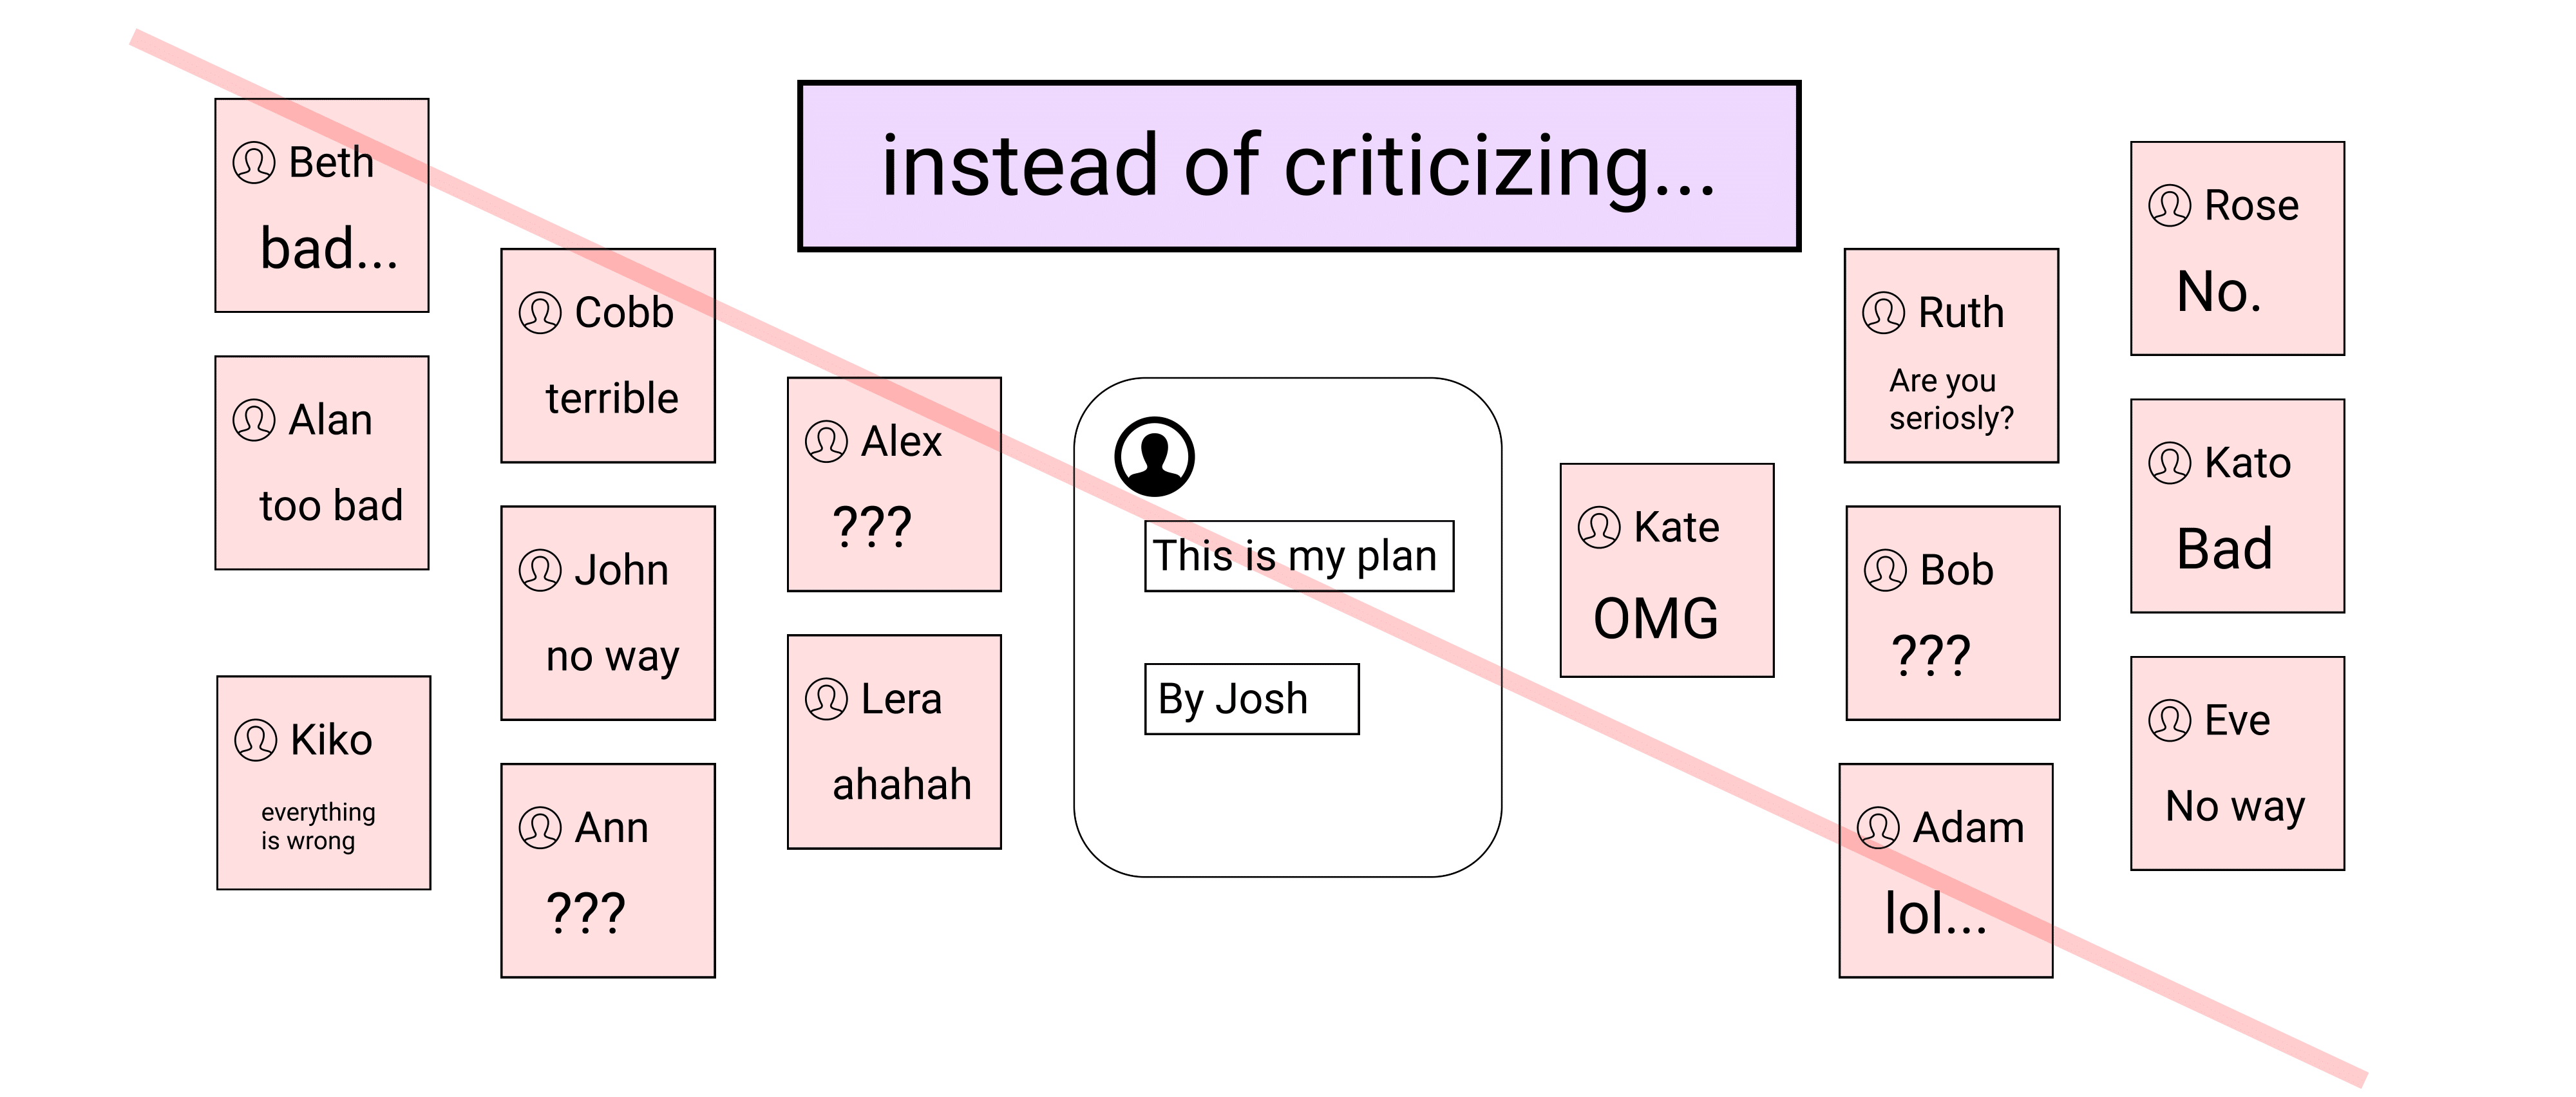 instead of criticizing...
Beth
bad...
Alan
too bad
Kiko
everything
is wrong
Cobb
terrible
John
no way
Ann
???
Alex
???
Lera
ahahah
This is my plan
By Josh
Kate
OMG
Ruth
Are you
seriosly?
Bob
???
Adam
lol...
Rose
No.
Kato
Bad
Eve
No way